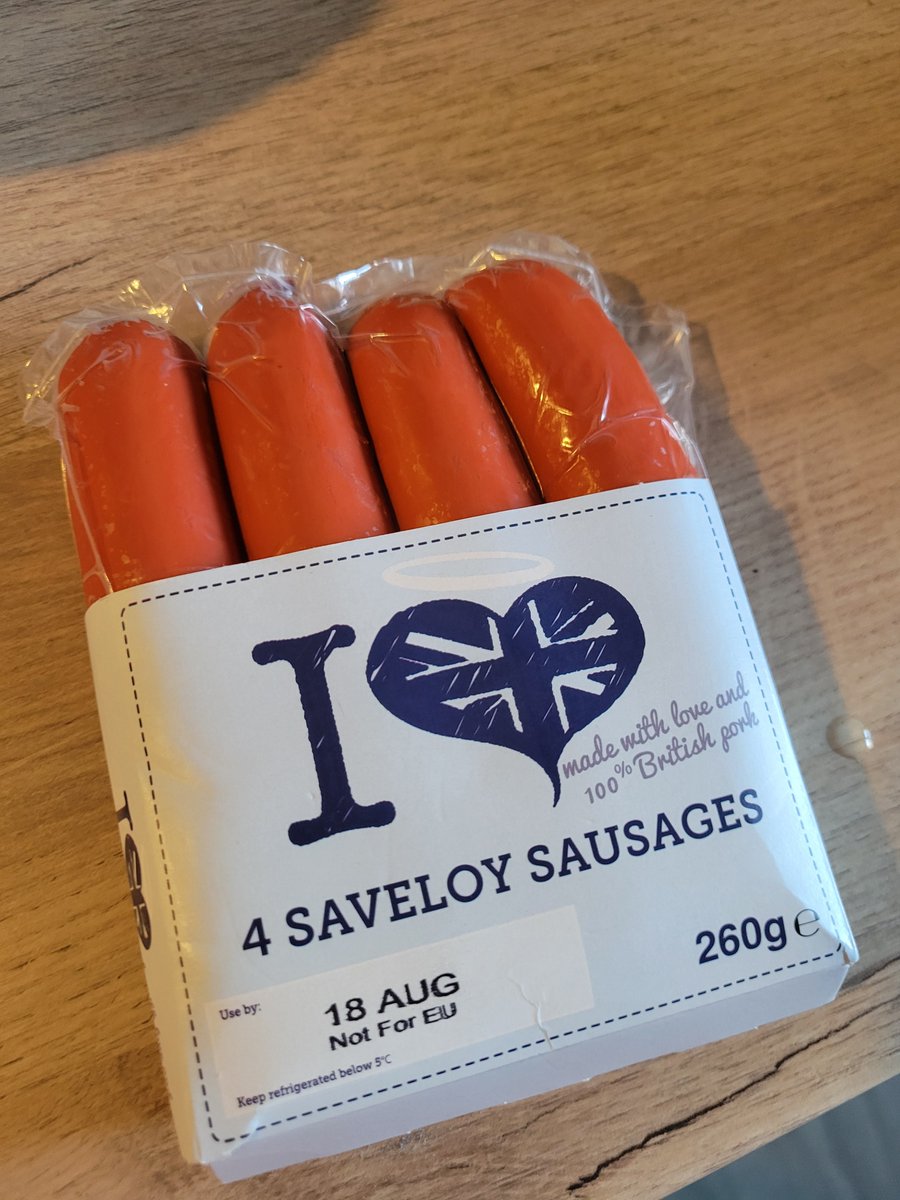 I
made with love and
100% British pork
4 SAVELOY SAUSAGES
260g e
Use by:
18 AUG
Not For EU
Keep refrigerated below 5°C
I